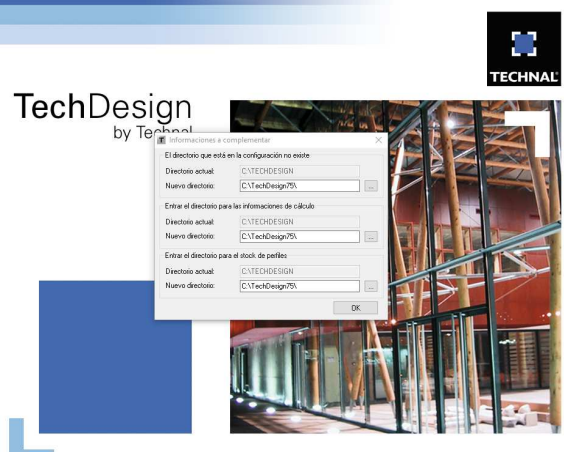 TECHNAL
TechDesign
by Technal
Informaciones a complementar
El directorio que está en la configuración no existe
Directorio actual: C:\TECHDESIGN
Nuevo directorio: C:\TechDesign75\ ...
Entrar el directorio para las informaciones de cálculo
Directorio actual: C:\TECHDESIGN
Nuevo directorio: C:\TechDesign75\ ...
Entrar el directorio para el stock de perfiles
Directorio actual: C:\TECHDESIGN
Nuevo directorio: C:\TechDesign75\ ...
OK